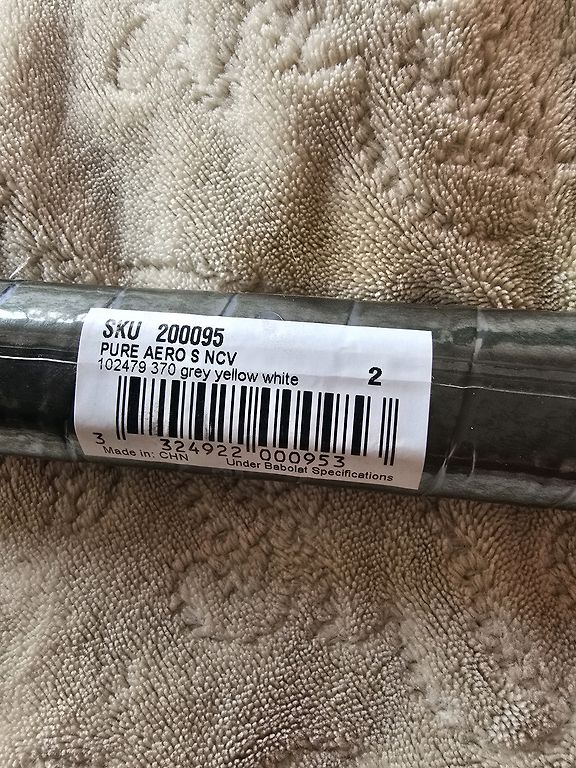 SKU 200095
PURE AERO S NCV
102479 370 grey yellow white 2
3 324922 000953
Made in: CHN Under Babolat Specifications